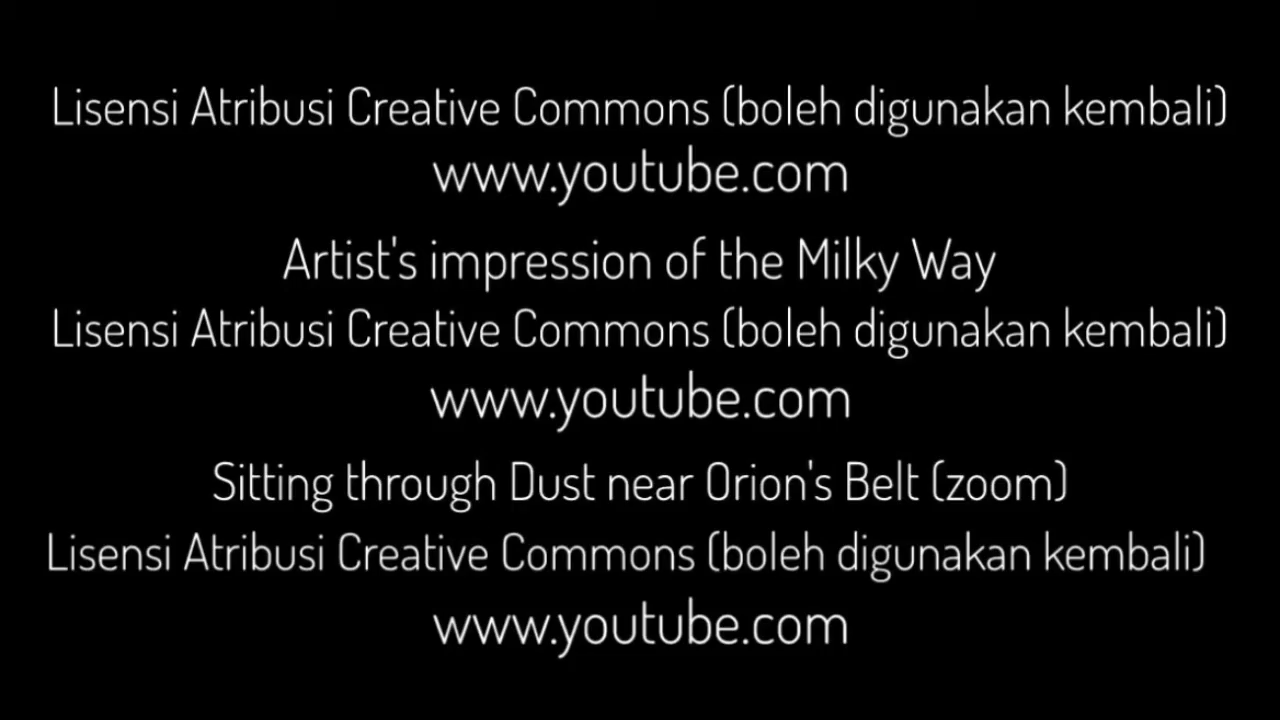 Lisensi Atribusi Creative Commons (boleh digunakan kembali)
www.youtube.com
Artist's impression of the Milky Way
Lisensi Atribusi Creative Commons (boleh digunakan kembali)
www.youtube.com
Sitting through Dust near Orion's Belt (zoom)
Lisensi Atribusi Creative Commons (boleh digunakan kembali)
www.youtube.com